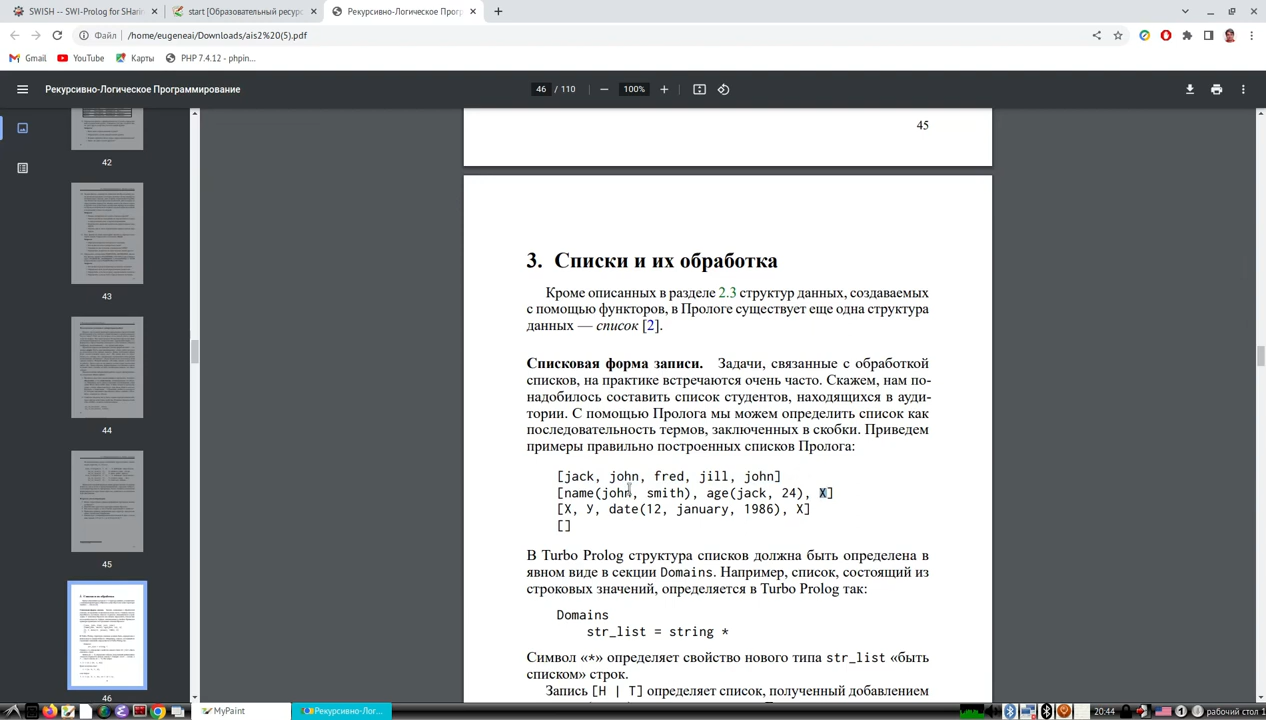 SWISH -- SWI-Prolog for SHarin
start [Образовательный ресурс
Рекурсивно-Логическое Програ
Файл
/home/eugeneai/Downloads/ais2%20(5).pdf
Gmail
YouTube
Карты
PHP 7.4.12 - phpin...
Рекурсивно-Логическое Программирование
46 / 110
100%
42
43
44
45
46
45
3. Списки и их обработка
Кроме описанных в разделе 2.3 структур данных, создаваемых
с помощью функторов, в Прологе существует еще одна структура
данных — список [2].
Списковая форма записи. Задачи, связанные с обработкой
списков, на практике встречаются очень часто. Скажем, нам по-
надобилось составить список студентов, находящихся в ауди-
тории. С помощью Пролога мы можем определить список как
последовательность термов, заключенных в скобки. Приведем
примеры правильно построенных списков Пролога:
[jack, john, fred, jill, john]
[name(john, smith), age(jack, 24), X]
[X, Y, date(12, january, 1986), X]
[]
В Turbo Prolog структура списков должна быть определена в
явном виде в секции Domains. Например, список, состоящий из
строковых значений, определяется в Turbo Prolog так:
Domains
str_list = string *
Символ «*» определяет свойство нового типа str_list «быть
списком» строк.
Запись [H | T] определяет список, полученный добавлением
MyPaint
Рекурсивно-Лог...
20:44
рабочий стол 1